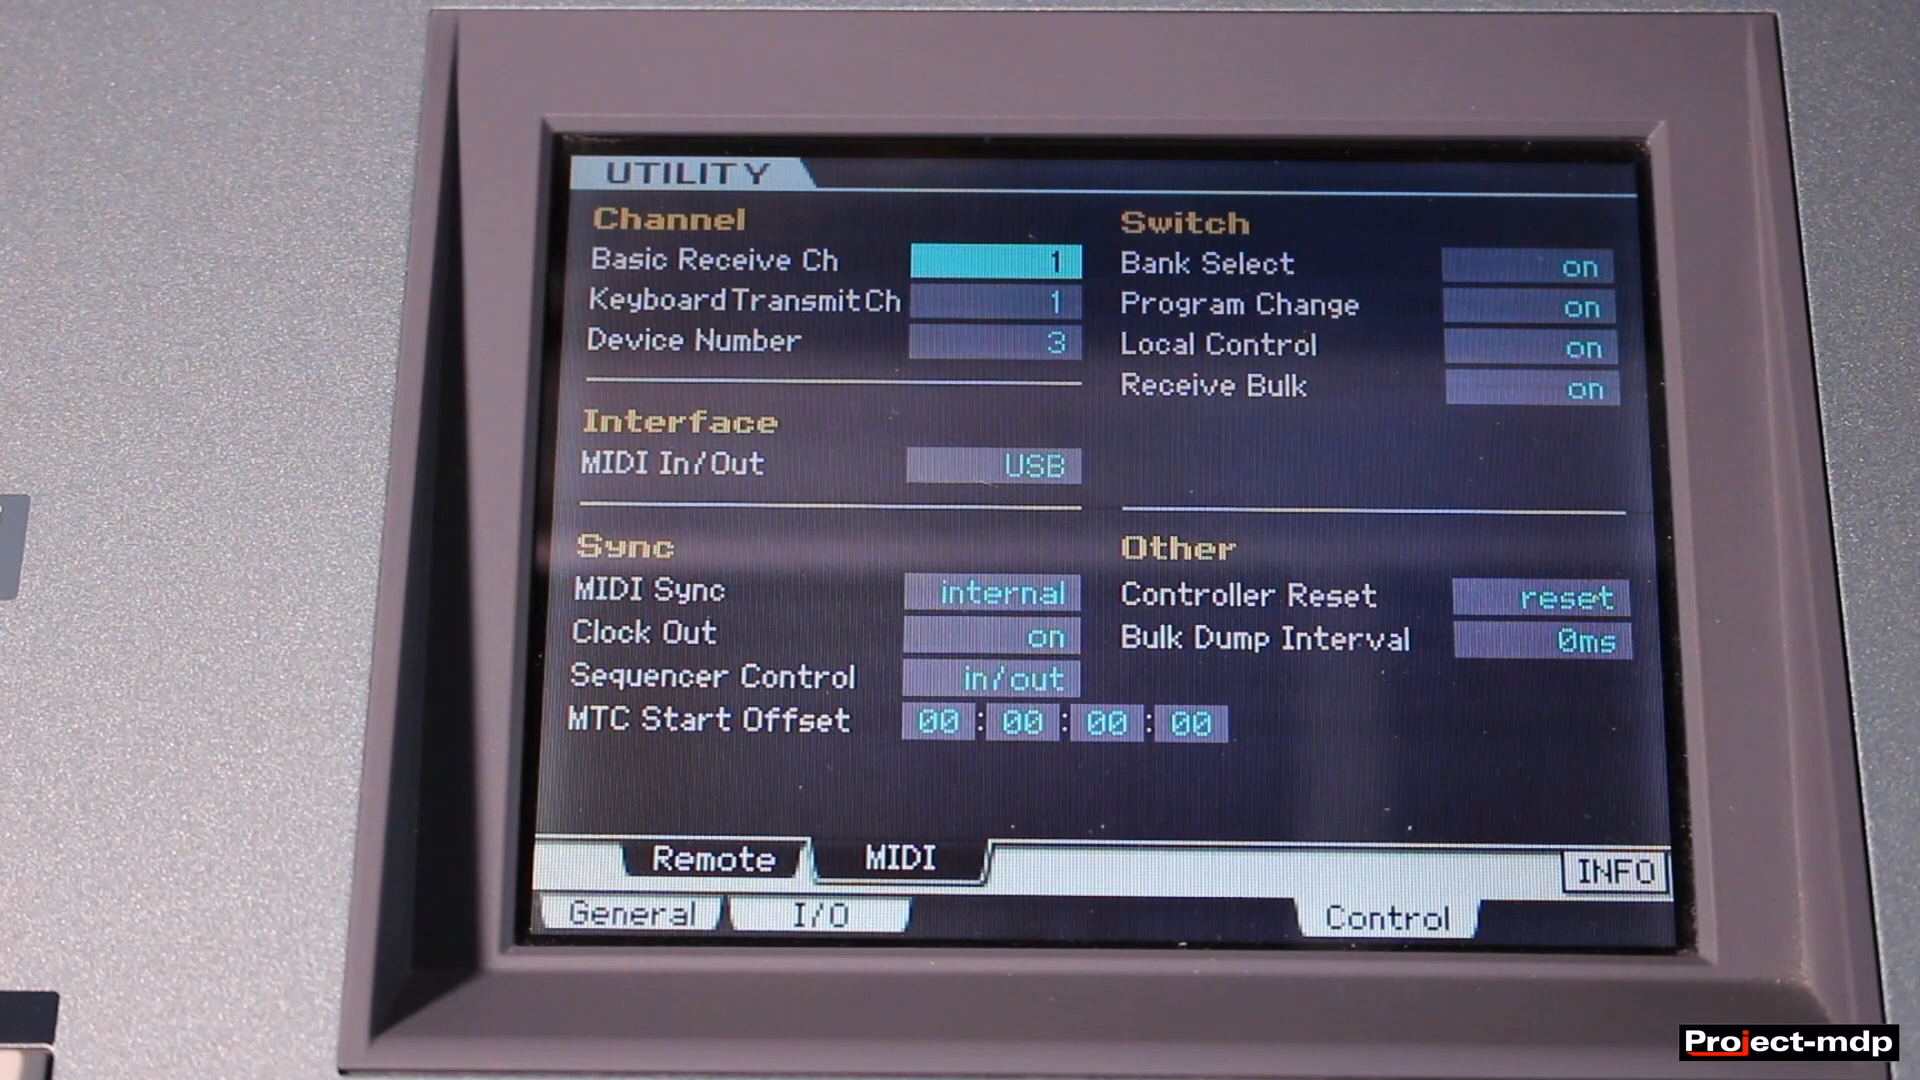 UTILITY
Channel
Basic Receive Ch 1
Keyboard Transmit Ch 1
Device Number 3
Interface
MIDI In/Out USB
Sync
MIDI Sync internal
Clock Out on
Sequencer Control in/out
MTC Start Offset 00 : 00 : 00 : 00
Switch
Bank Select on
Program Change on
Local Control on
Receive Bulk on
Other
Controller Reset reset
Bulk Dump Interval 0ms
Remote MIDI INFO
General I/O Control
Project-mdp